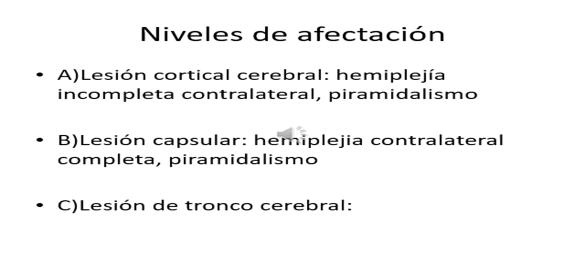 Niveles de afectación
• A)Lesión cortical cerebral: hemiplejía
incompleta contralateral, piramidalismo
• B)Lesión capsular: hemiplejia contralateral
completa, piramidalismo
• C)Lesión de tronco cerebral: